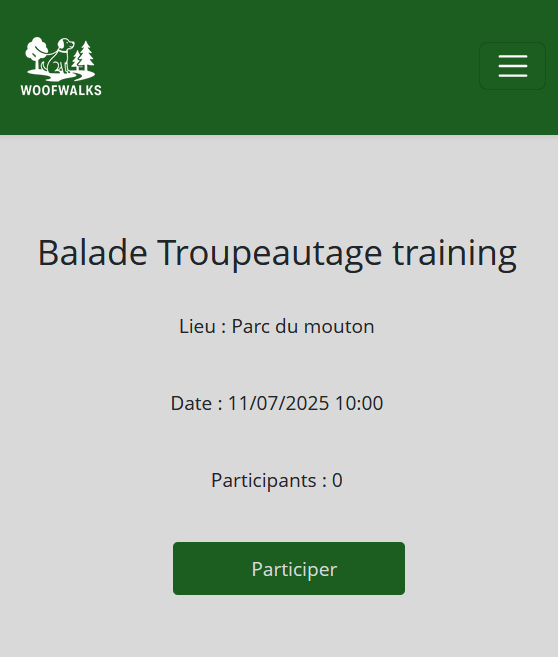 WOOFWALKS
Balade Troupeautage training
Lieu : Parc du mouton
Date : 11/07/2025 10:00
Participants : 0
Participer